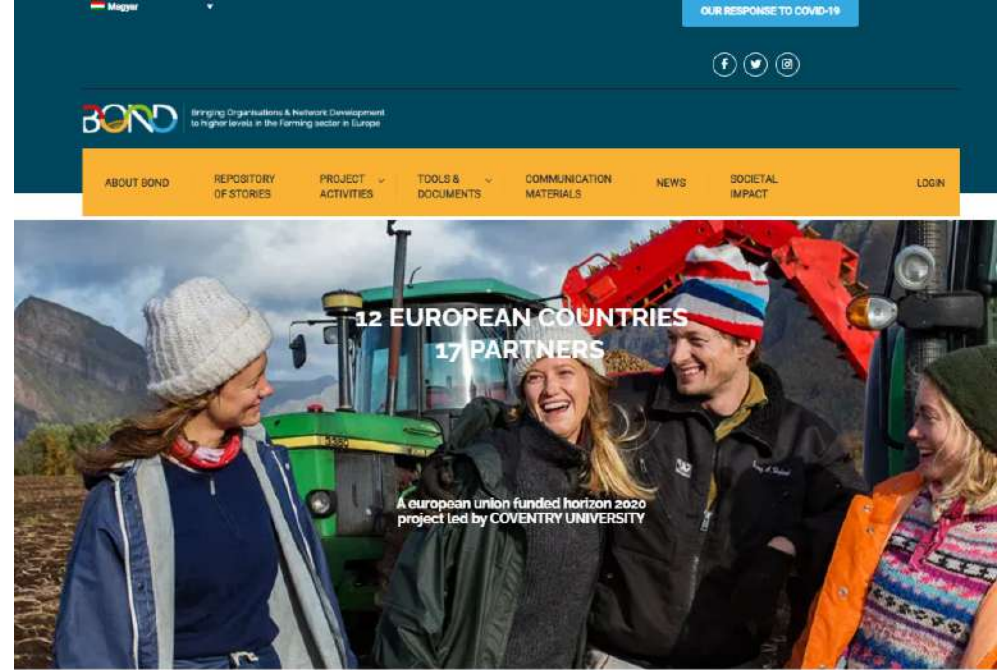 Magyar
OUR RESPONSE TO COVID-19
BOND
Bringing Organisations & Network Development
to higher levels in the Farming sector in Europe
ABOUT BOND
REPOSITORY
OF STORIES
PROJECT
ACTIVITIES
TOOLS &
DOCUMENTS
COMMUNICATION
MATERIALS
NEWS
SOCIETAL
IMPACT
LOGIN
12 EUROPEAN COUNTRIES
17 PARTNERS
3350
A european union funded horizon 2020
project led by COVENTRY UNIVERSITY